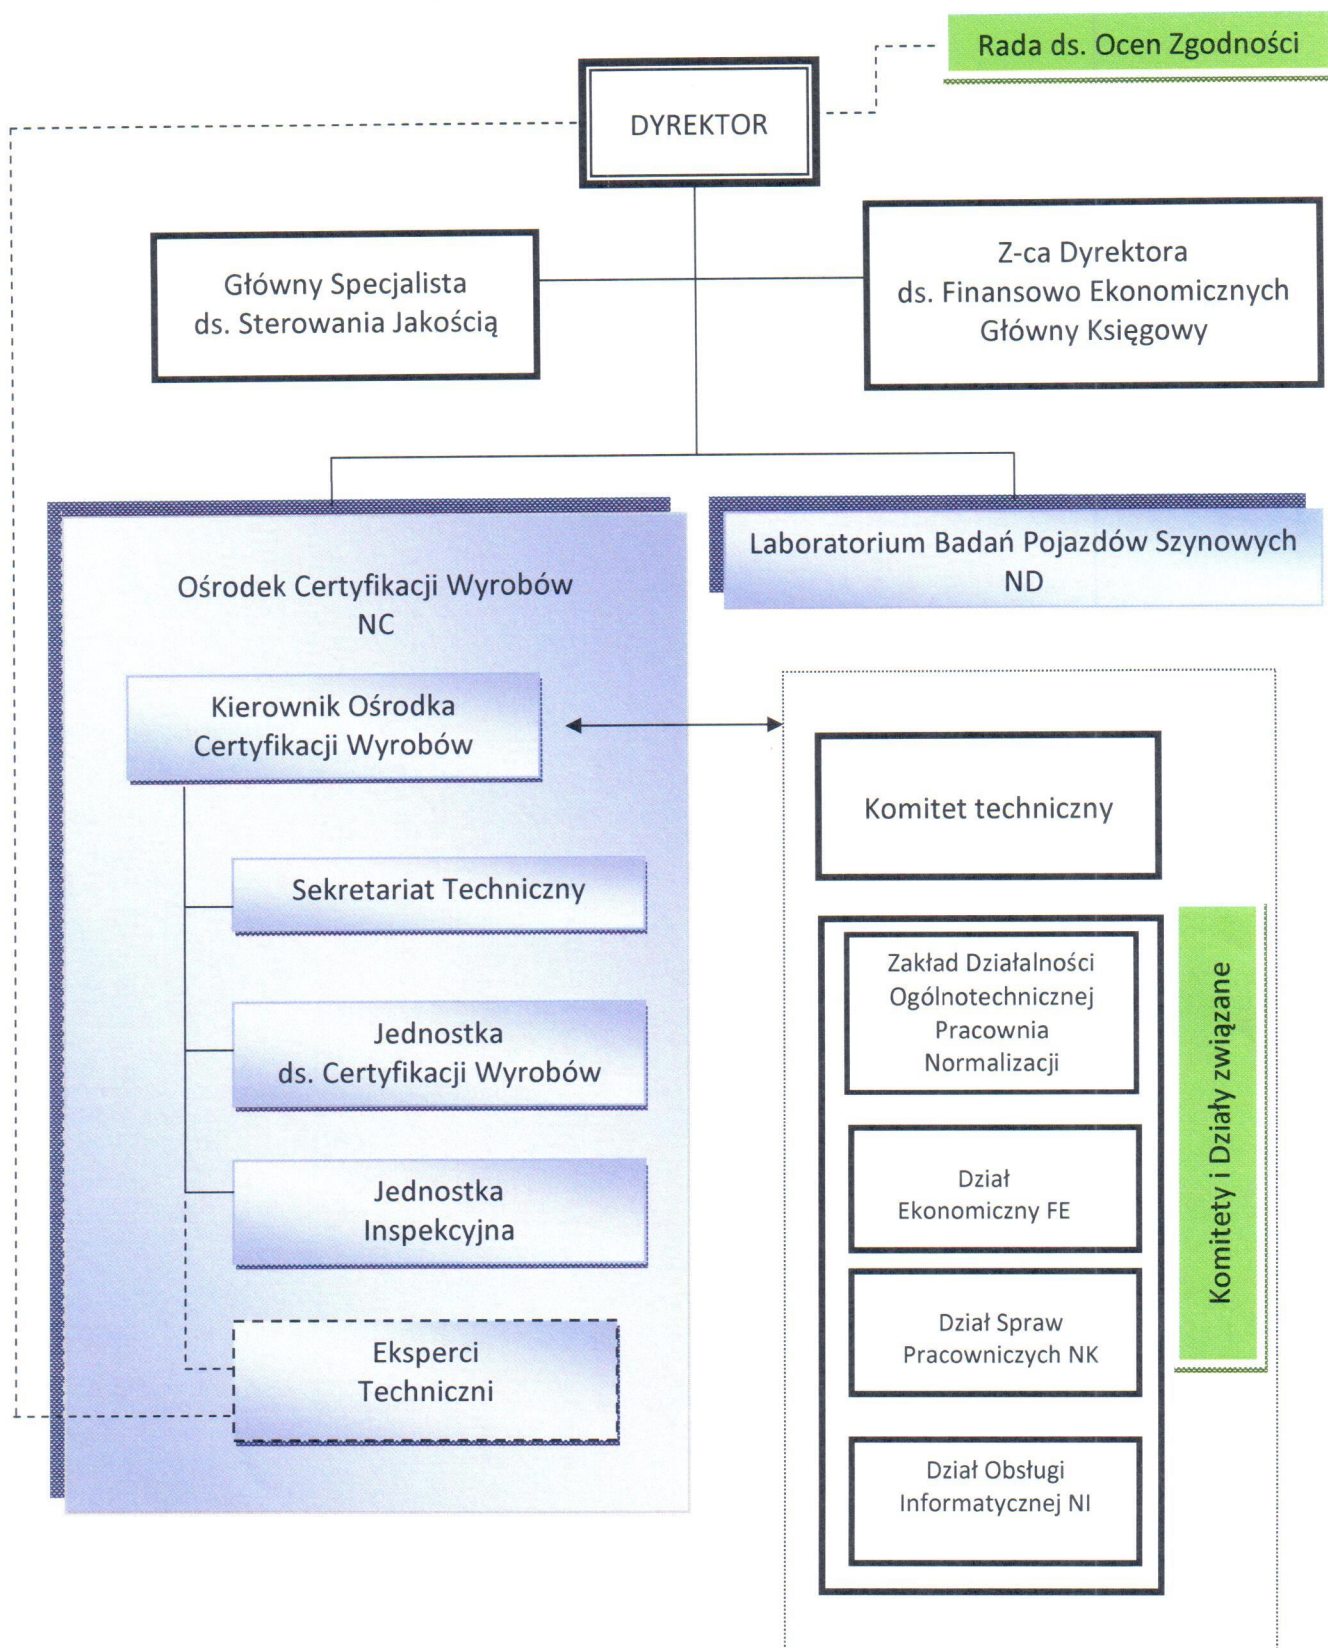 Rada ds. Ocen Zgodności
DYREKTOR
Główny Specjalista
ds. Sterowania Jakością
Z-ca Dyrektora
ds. Finansowo Ekonomicznych
Główny Księgowy
Ośrodek Certyfikacji Wyrobów
NC
Laboratorium Badań Pojazdów Szynowych
ND
Kierownik Ośrodka
Certyfikacji Wyrobów
Sekretariat Techniczny
Jednostka
ds. Certyfikacji Wyrobów
Jednostka
Inspekcyjna
Eksperci
Techniczni
Komitet techniczny
Zakład Działalności
Ogólnotechnicznej
Pracownia
Normalizacji
Dział
Ekonomiczny FE
Dział Spraw
Pracowniczych NK
Dział Obsługi
Informatycznej NI
Komitety i Działy związane